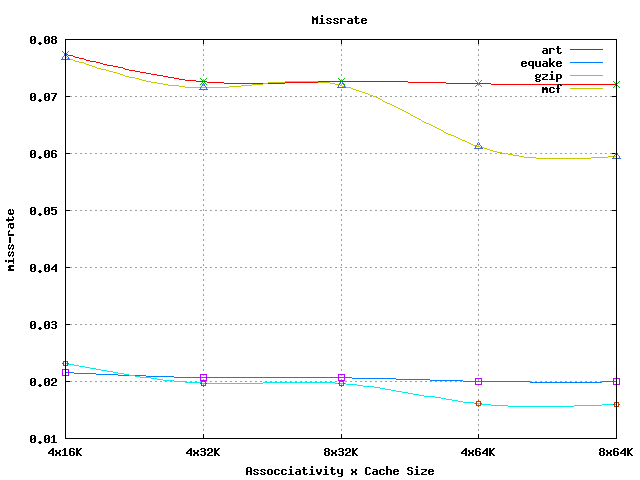 Missrate
0.08
0.07
0.06
0.05
0.04
0.03
0.02
0.01
miss-rate
art
equake
gzip
mcf
4x16K 4x32K 8x32K 4x64K 8x64K
Assocciativity x Cache Size